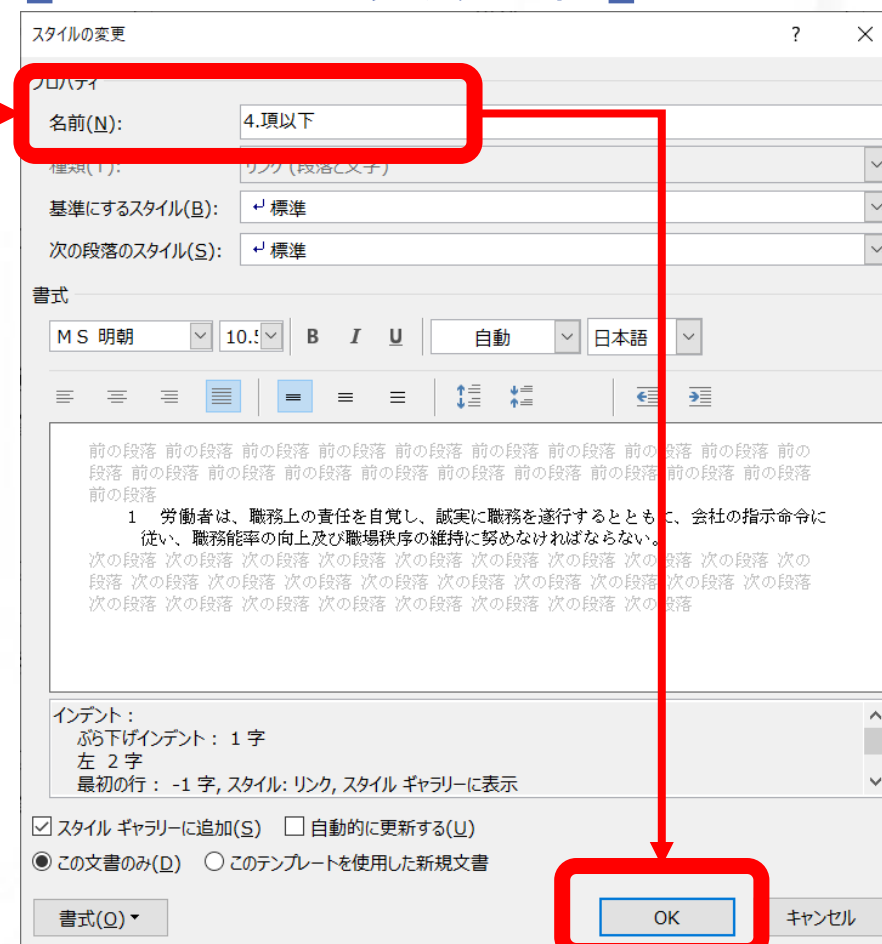 スタイルの変更 ?
プロパティ
名前(N): 4.項以下
種類(T): リンク (段落と文字)
基準にするスタイル(B): 標準
次の段落のスタイル(S): 標準
書式
ＭＳ 明朝 10.5 B I U 自動 日本語
前の段落 前の段落 前の段落 前の段落 前の段落 前の段落 前の段落 前の段落 前の段落 前の
段落 前の段落 前の段落 前の段落 前の段落 前の段落 前の段落 前の段落 前の段落 前の段落
前の段落
1 労働者は、職務上の責任を自覚し、誠実に職務を遂行するとともに、会社の指示命令に
従い、職務能率の向上及び職場秩序の維持に努めなければならない。
次の段落 次の段落 次の段落 次の段落 次の段落 次の段落 次の段落 次の段落 次の段落 次の
段落 次の段落 次の段落 次の段落 次の段落 次の段落 次の段落 次の段落 次の段落 次の段落
次の段落 次の段落 次の段落 次の段落 次の段落 次の段落 次の段落 次の段落
インデント :
ぶら下げインデント : 1 字
左 2 字
最初の行 : -1 字, スタイル: リンク, スタイル ギャラリーに表示
スタイル ギャラリーに追加(S) 自動的に更新する(U)
この文書のみ(D) このテンプレートを使用した新規文書
書式(O) OK キャンセル